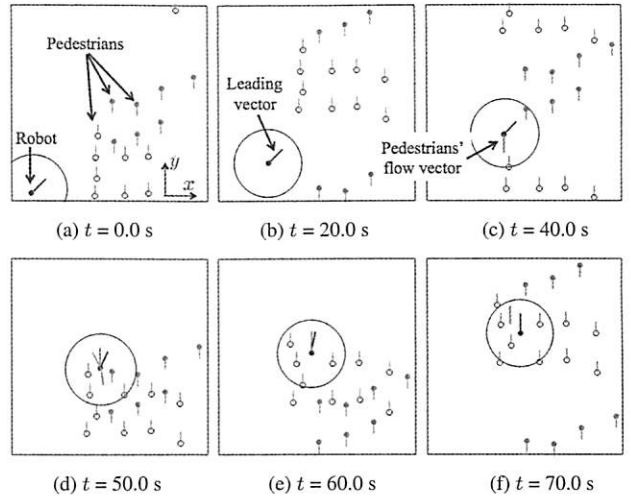 Pedestrians
Robot
y
x
(a) t = 0.0 s
Leading
vector
(b) t = 20.0 s
Pedestrians'
flow vector
(c) t = 40.0 s
(d) t = 50.0 s
(e) t = 60.0 s
(f) t = 70.0 s